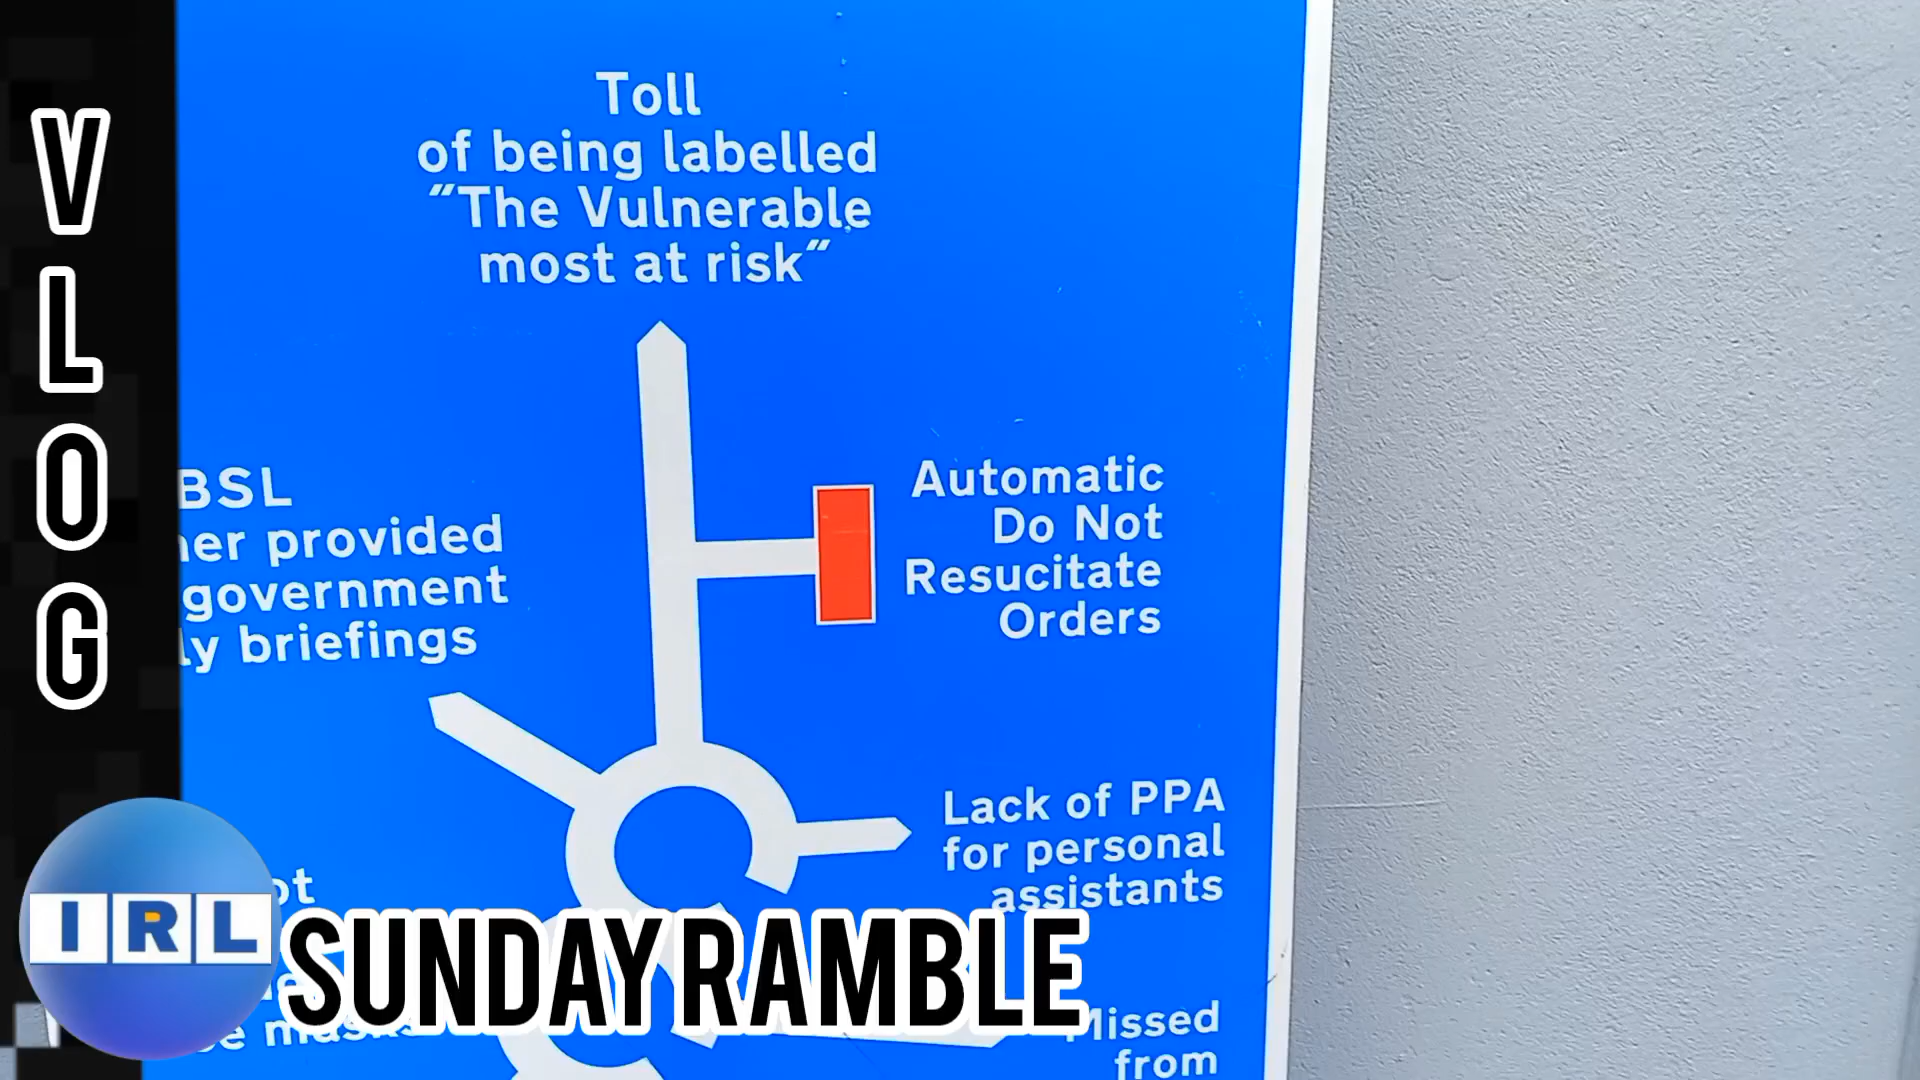 VLOG
Toll
of being labelled
"The Vulnerable
most at risk"
BSL
provided
government
briefings
Automatic
Do Not
Resucitate
Orders
Lack of PPA
for personal
assistants
IRL
SUNDAY RAMBLE
Missed
from